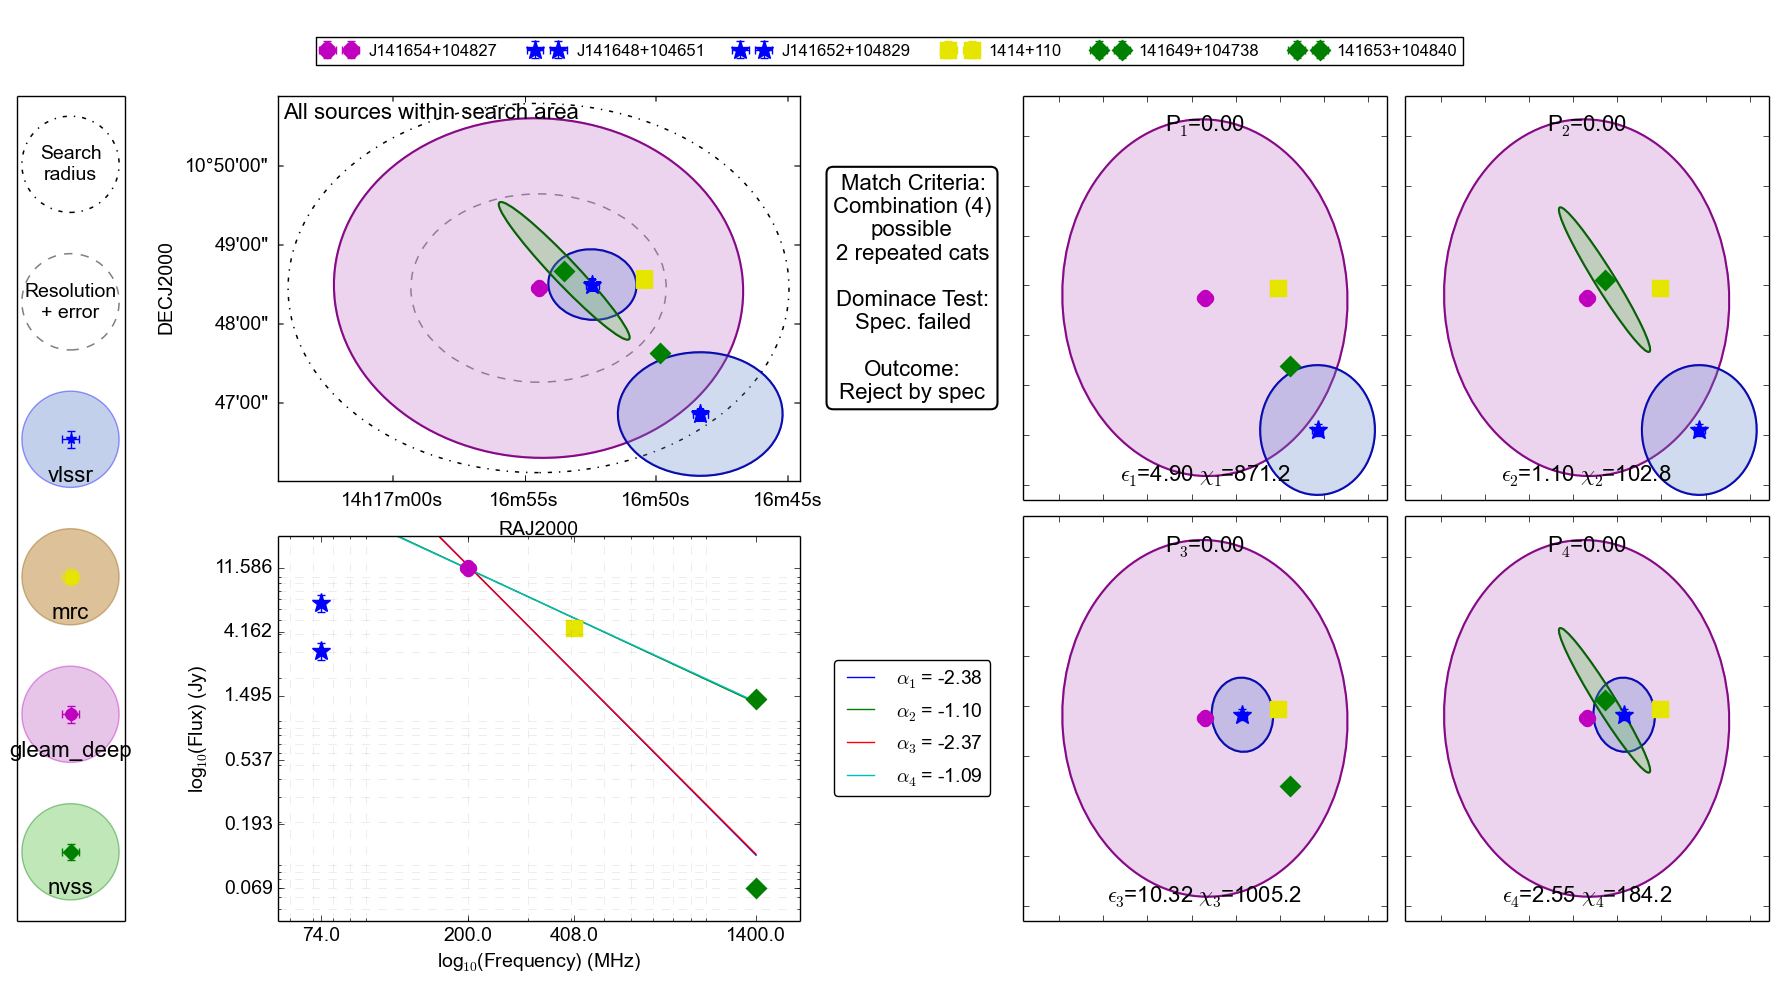 J141654+104827 J141648+104651 J141652+104829 1414+110 141649+104738 141653+104840
Search
radius
Resolution
+ error
vlssr
mrc
gleam_deep
nvss
All sources within search area
DECJ2000
10°50'00"
49'00"
48'00"
47'00"
14h17m00s 16m55s 16m50s 16m45s
RAJ2000
Match Criteria:
Combination (4)
possible
2 repeated cats
Dominace Test:
Spec. failed
Outcome:
Reject by spec
P1=0.00
ϵ1=4.90 χ1=871.2
P2=0.00
ϵ2=1.10 χ2=102.8
log10(Flux) (Jy)
11.586
4.162
1.495
0.537
0.193
0.069
74.0 200.0 408.0 1400.0
log10(Frequency) (MHz)
α1 = -2.38
α2 = -1.10
α3 = -2.37
α4 = -1.09
P3=0.00
ϵ3=10.32 χ3=1005.2
P4=0.00
ϵ4=2.55 χ4=184.2